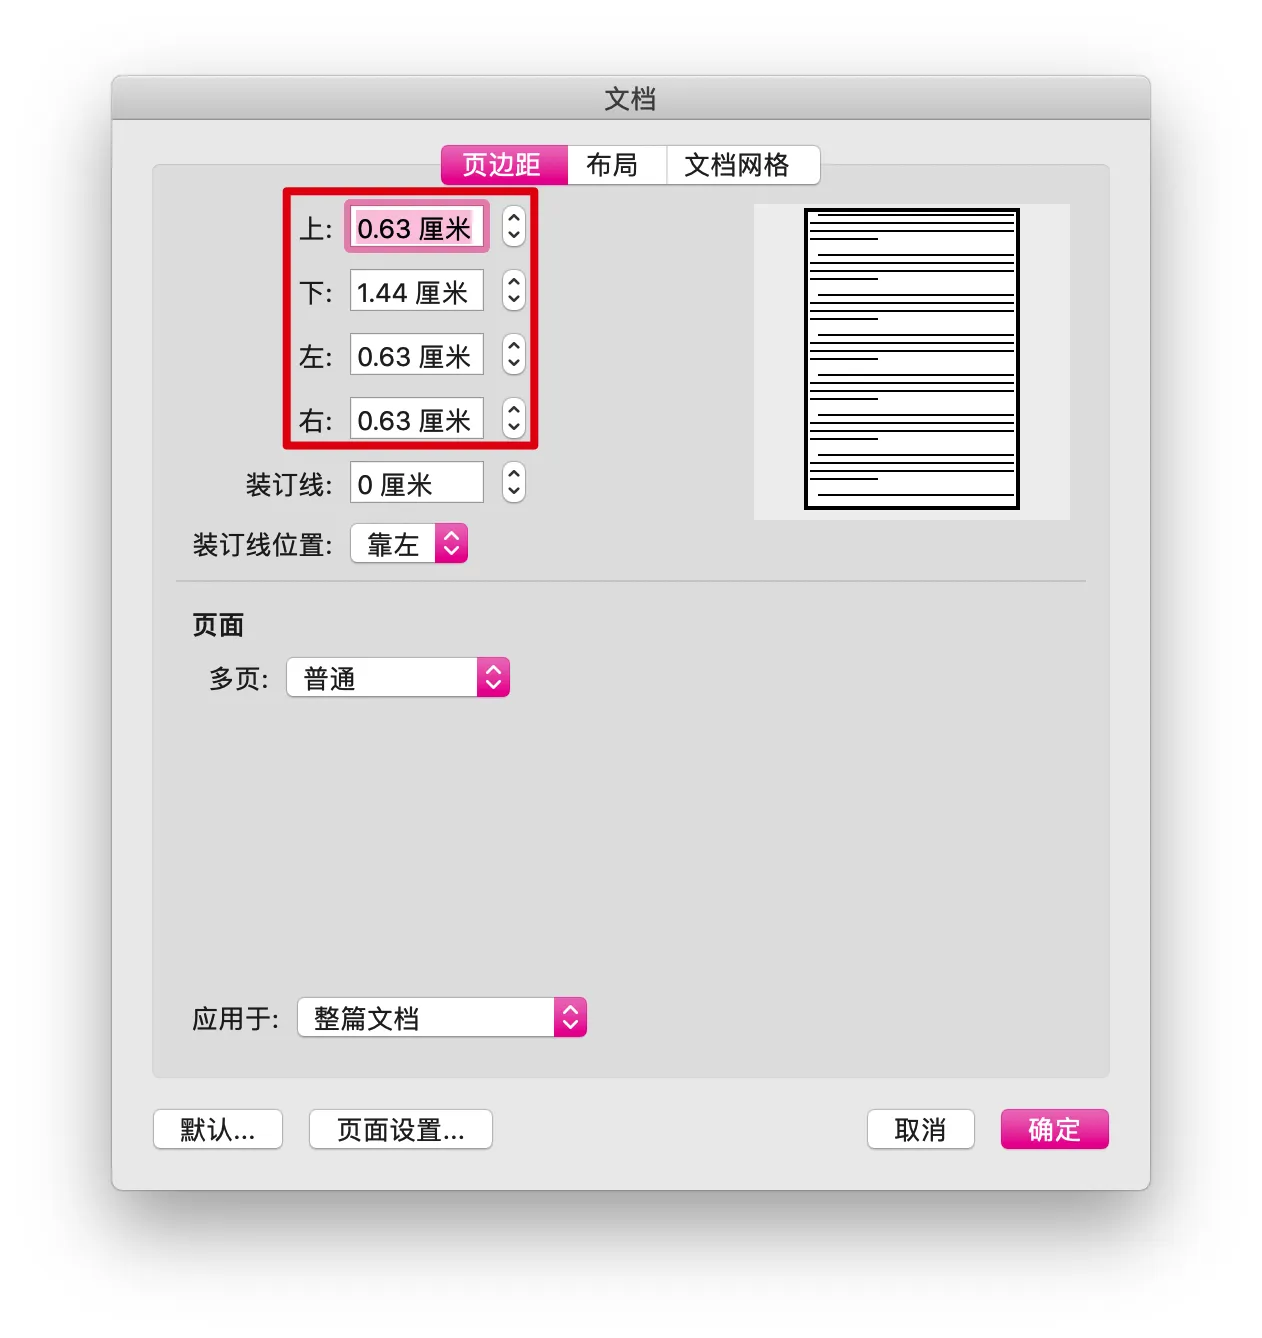 文档
页边距 布局 文档网格
上: 0.63 厘米
下: 1.44 厘米
左: 0.63 厘米
右: 0.63 厘米
装订线: 0 厘米
装订线位置: 靠左
页面
多页: 普通
应用于: 整篇文档
默认... 页面设置... 取消 确定